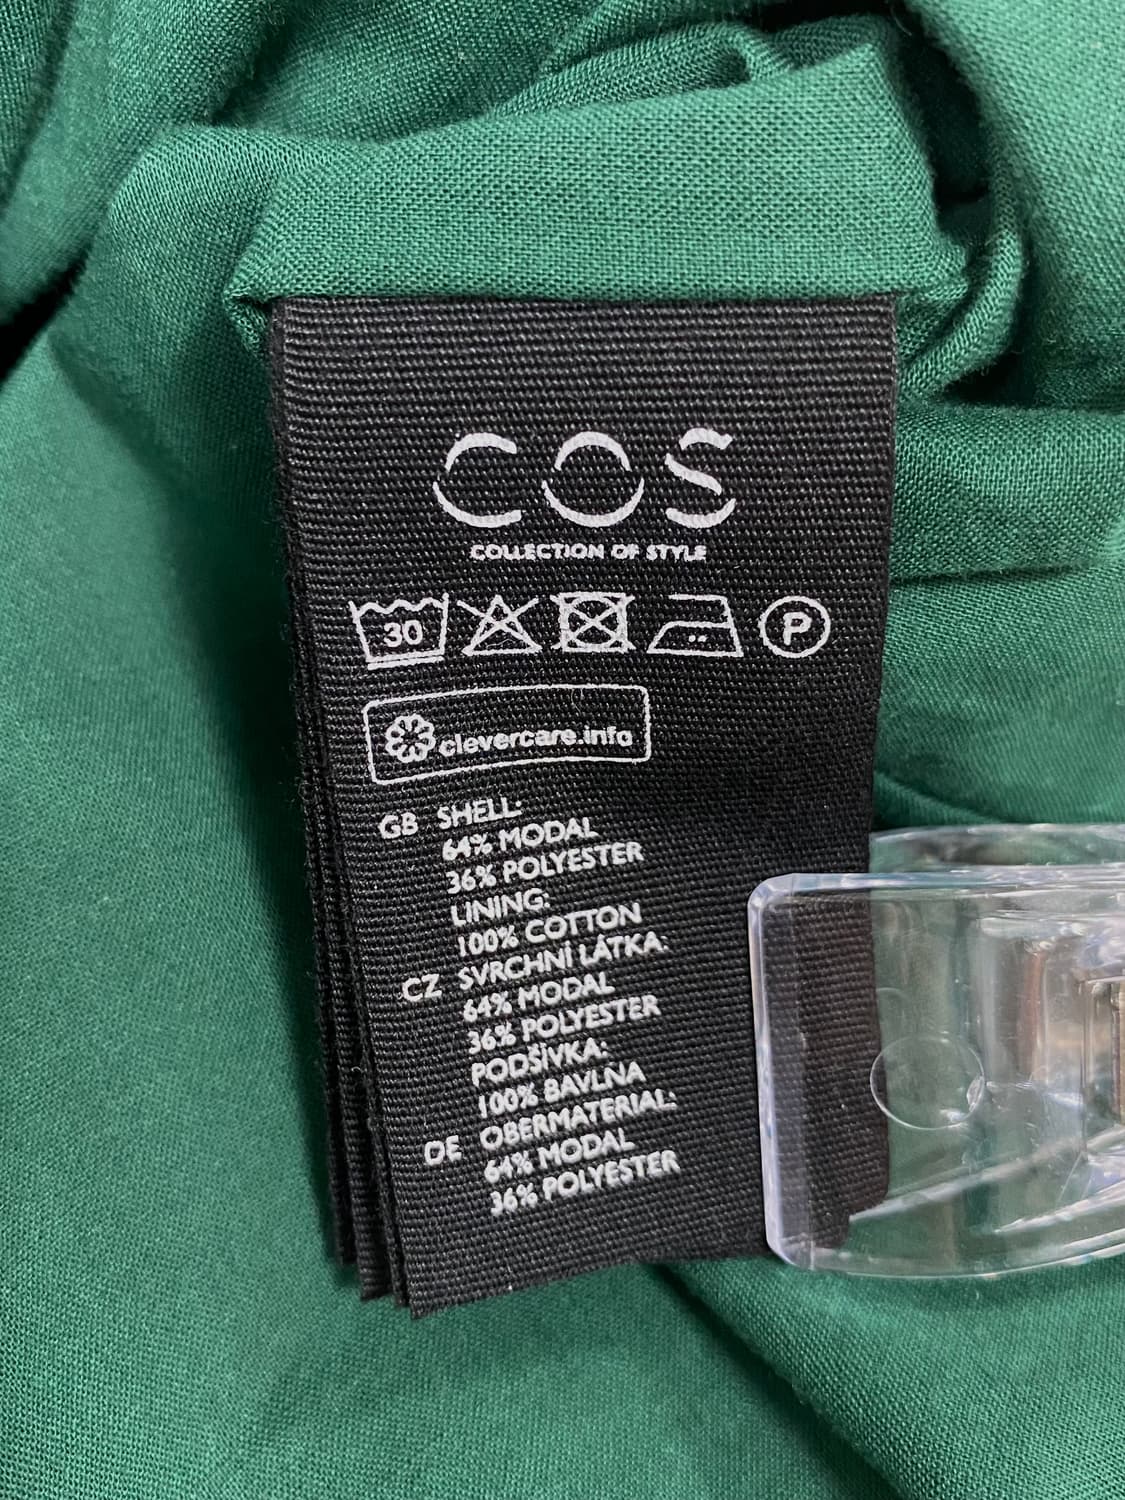 COS
COLLECTION OF STYLE
30 P
clevercare.info
GB SHELL:
64% MODAL
36% POLYESTER
LINING:
100% COTTON
CZ SVRCHNÍ LÁTKA:
64% MODAL
36% POLYESTER
PODŠÍVKA:
100% BAVLNA
DE OBERMATERIAL:
64% MODAL
36% POLYESTER